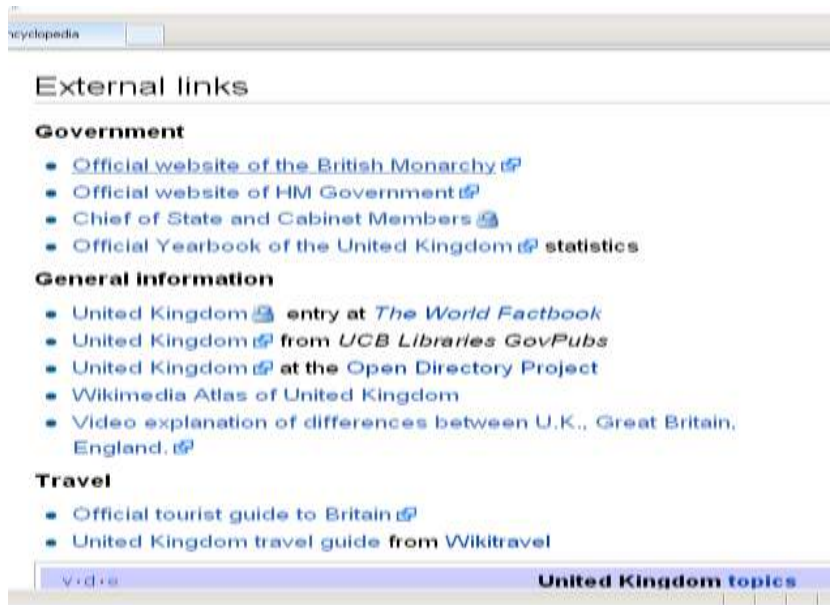 ncyclopedia
External links
Government
Official website of the British Monarchy
Official website of HM Government
Chief of State and Cabinet Members
Official Yearbook of the United Kingdom statistics
General information
United Kingdom entry at The World Factbook
United Kingdom from UCB Libraries GovPubs
United Kingdom at the Open Directory Project
Wikimedia Atlas of United Kingdom
Video explanation of differences between U.K., Great Britain,
England.
Travel
Official tourist guide to Britain
United Kingdom travel guide from Wikitravel
v·d·e United Kingdom topics